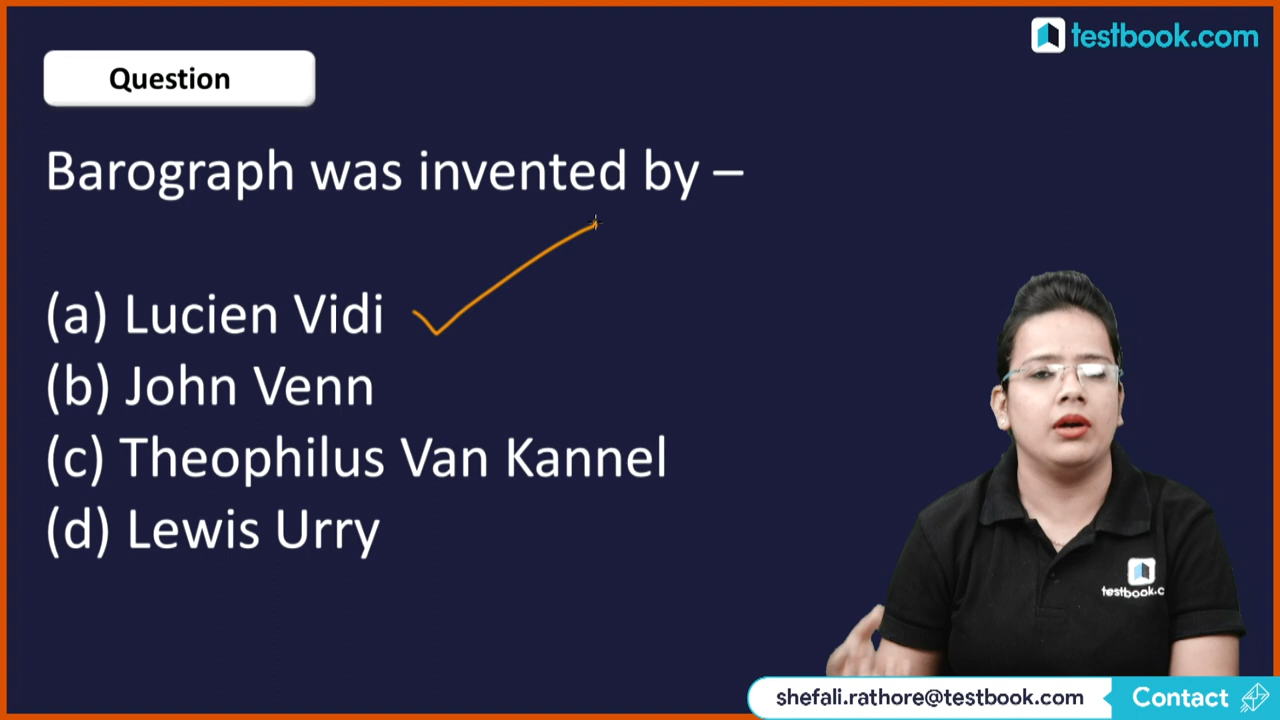 testbook.com
Question
Barograph was invented by –
(a) Lucien Vidi
(b) John Venn
(c) Theophilus Van Kannel
(d) Lewis Urry
testbook.c
shefali.rathore@testbook.com Contact